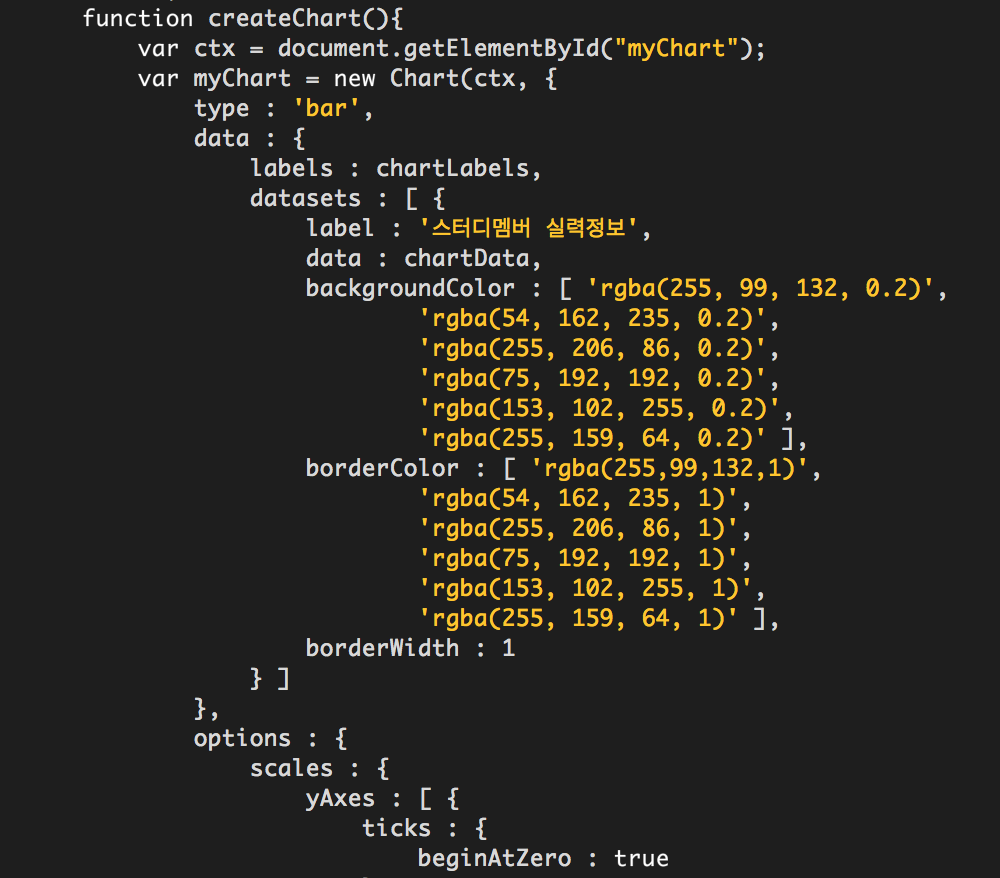 function createChart(){
var ctx = document.getElementById("myChart");
var myChart = new Chart(ctx, {
type : 'bar',
data : {
labels : chartLabels,
datasets : [ {
label : '스터디멤버 실력정보',
data : chartData,
backgroundColor : [ 'rgba(255, 99, 132, 0.2)',
'rgba(54, 162, 235, 0.2)',
'rgba(255, 206, 86, 0.2)',
'rgba(75, 192, 192, 0.2)',
'rgba(153, 102, 255, 0.2)',
'rgba(255, 159, 64, 0.2)' ],
borderColor : [ 'rgba(255,99,132,1)',
'rgba(54, 162, 235, 1)',
'rgba(255, 206, 86, 1)',
'rgba(75, 192, 192, 1)',
'rgba(153, 102, 255, 1)',
'rgba(255, 159, 64, 1)' ],
borderWidth : 1
} ]
},
options : {
scales : {
yAxes : [ {
ticks : {
beginAtZero : true